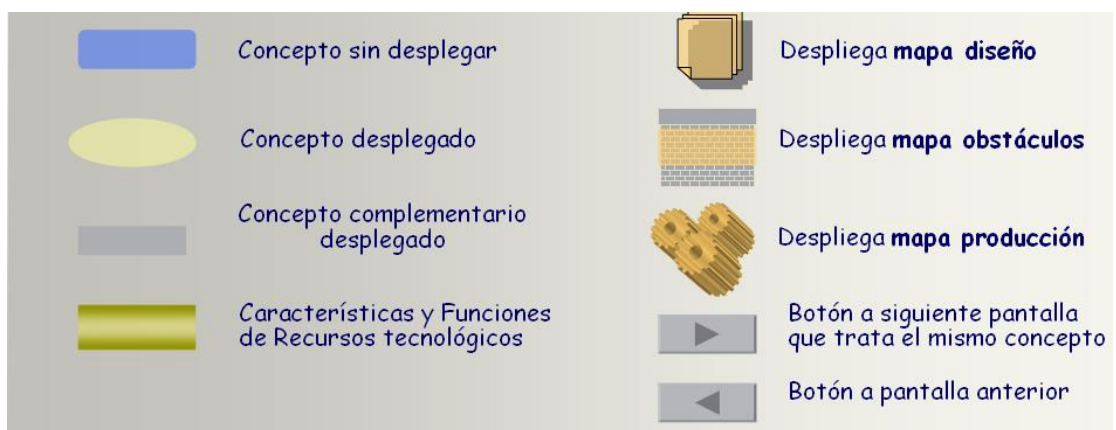 Concepto sin desplegar
Concepto desplegado
Concepto complementario
desplegado
Características y Funciones
de Recursos tecnológicos
Despliega mapa diseño
Despliega mapa obstáculos
Despliega mapa producción
Botón a siguiente pantalla
que trata el mismo concepto
Botón a pantalla anterior